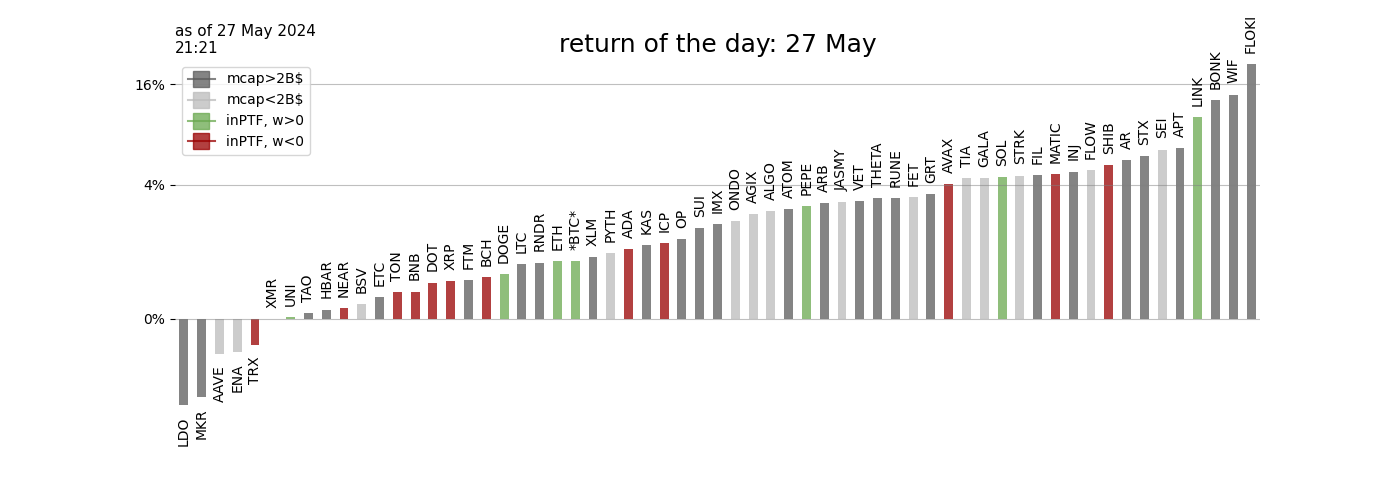 as of 27 May 2024
21:21
return of the day: 27 May
mcap>2B$
mcap<2B$
inPTF, w>0
inPTF, w<0
16%
4%
0%
LDO
MKR
AAVE
ENA
TRX
XMR
UNI
TAO
HBAR
NEAR
BSV
ETC
TON
BNB
DOT
XRP
FTM
BCH
DOGE
LTC
RNDR
ETH
*BTC*
XLM
PYTH
ADA
KAS
ICP
OP
SUI
IMX
ONDO
AGIX
ALGO
ATOM
PEPE
ARB
JASMY
VET
THETA
RUNE
FET
GRT
AVAX
TIA
GALA
SOL
STRK
FIL
MATIC
INJ
FLOW
SHIB
AR
STX
SEI
APT
LINK
BONK
WIF
FLOKI